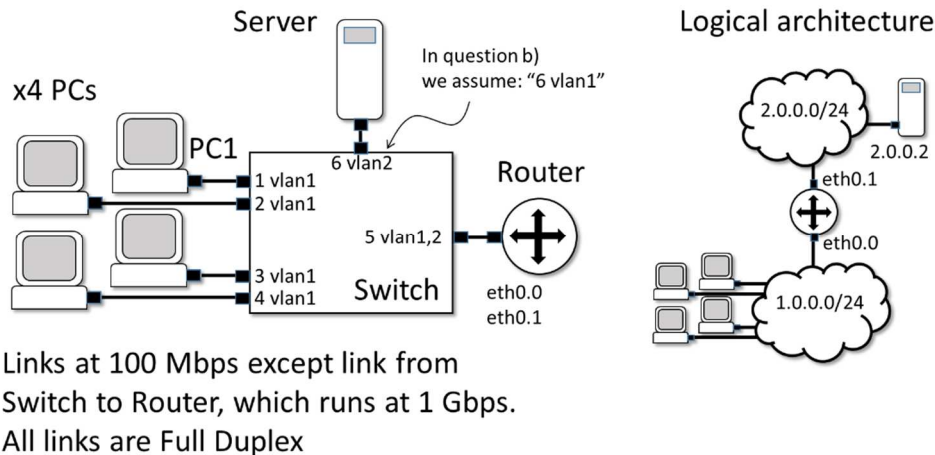 Server
Logical architecture
In question b)
we assume: “6 vlan1”
x4 PCs
PC1
6 vlan2
1 vlan1
2 vlan1
Router
5 vlan1,2
3 vlan1
4 vlan1
Switch
eth0.0
eth0.1
2.0.0.0/24
2.0.0.2
eth0.1
eth0.0
1.0.0.0/24
Links at 100 Mbps except link from
Switch to Router, which runs at 1 Gbps.
All links are Full Duplex